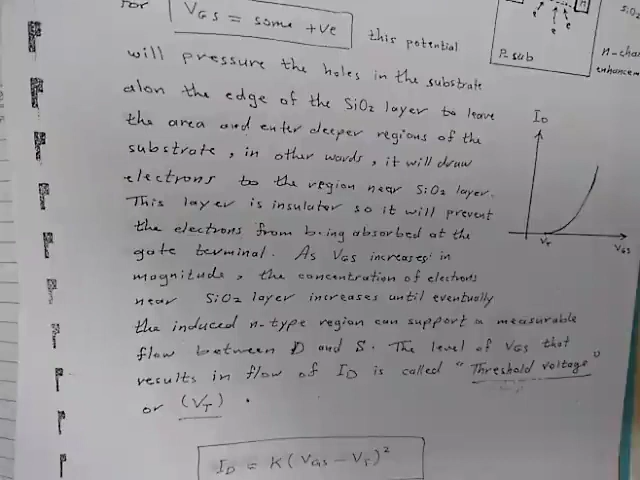 For VGS = some +ve this potential
will pressure the holes in the substrate
alon the edge of the SiO2 layer to leave
the area and enter deeper regions of the
substrate, in other words, it will draw
electrons to the region near SiO2 layer.
This layer is insulator so it will prevent
the electrons from being absorbed at the
gate terminal. As VGS increases in
magnitude, the concentration of electrons
near SiO2 layer increases until eventually
the induced n-type region can support a measurable
flow between D and S. The level of VGS that
results in flow of ID is called "Threshold voltage"
or (VT).
ID = K(VGS - VT)²
e e e
n
P-sub
SiO2
n-cha
enhancem
ID
VT
VGS